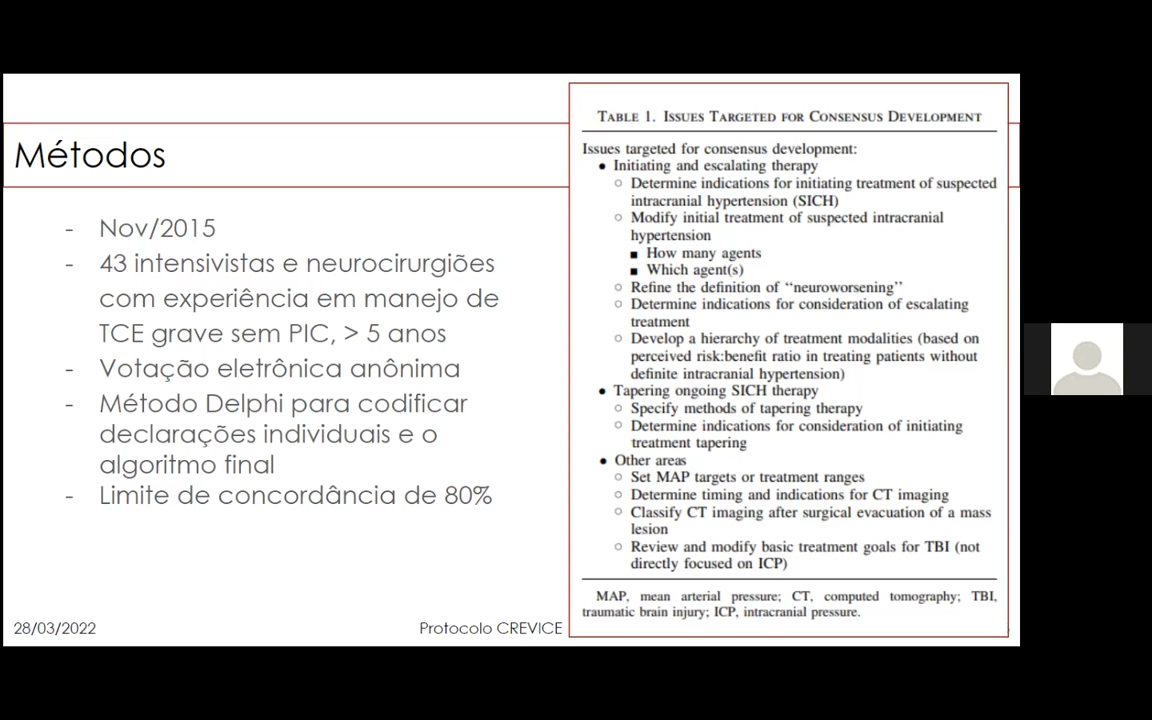 Métodos
- Nov/2015
- 43 intensivistas e neurocirurgiões
com experiência em manejo de
TCE grave sem PIC, > 5 anos
- Votação eletrônica anônima
- Método Delphi para codificar
declarações individuais e o
algoritmo final
- Limite de concordância de 80%
28/03/2022
Protocolo CREVICE
TABLE 1. ISSUES TARGETED FOR CONSENSUS DEVELOPMENT
Issues targeted for consensus development:
• Initiating and escalating therapy
○ Determine indications for initiating treatment of suspected
intracranial hypertension (SICH)
○ Modify initial treatment of suspected intracranial
hypertension
■ How many agents
■ Which agent(s)
○ Refine the definition of ‘‘neuroworsening’’
○ Determine indications for consideration of escalating
treatment
○ Develop a hierarchy of treatment modalities (based on
perceived risk:benefit ratio in treating patients without
definite intracranial hypertension)
• Tapering ongoing SICH therapy
○ Specify methods of tapering therapy
○ Determine indications for consideration of initiating
treatment tapering
• Other areas
○ Set MAP targets or treatment ranges
○ Determine timing and indications for CT imaging
○ Classify CT imaging after surgical evacuation of a mass
lesion
○ Review and modify basic treatment goals for TBI (not
directly focused on ICP)
MAP, mean arterial pressure; CT, computed tomography; TBI,
traumatic brain injury; ICP, intracranial pressure.